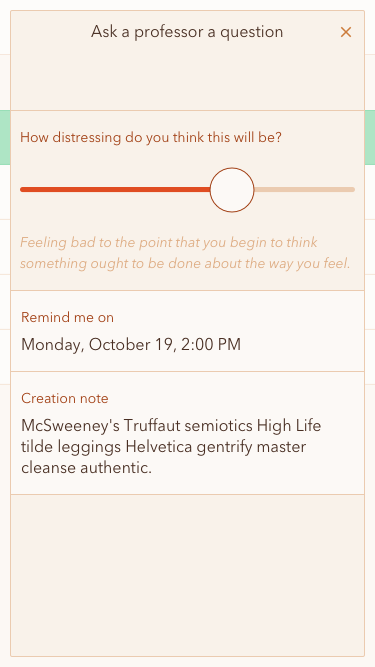 Ask a professor a question
How distressing do you think this will be?
Feeling bad to the point that you begin to think
something ought to be done about the way you feel.
Remind me on
Monday, October 19, 2:00 PM
Creation note
McSweeney's Truffaut semiotics High Life
tilde leggings Helvetica gentrify master
cleanse authentic.